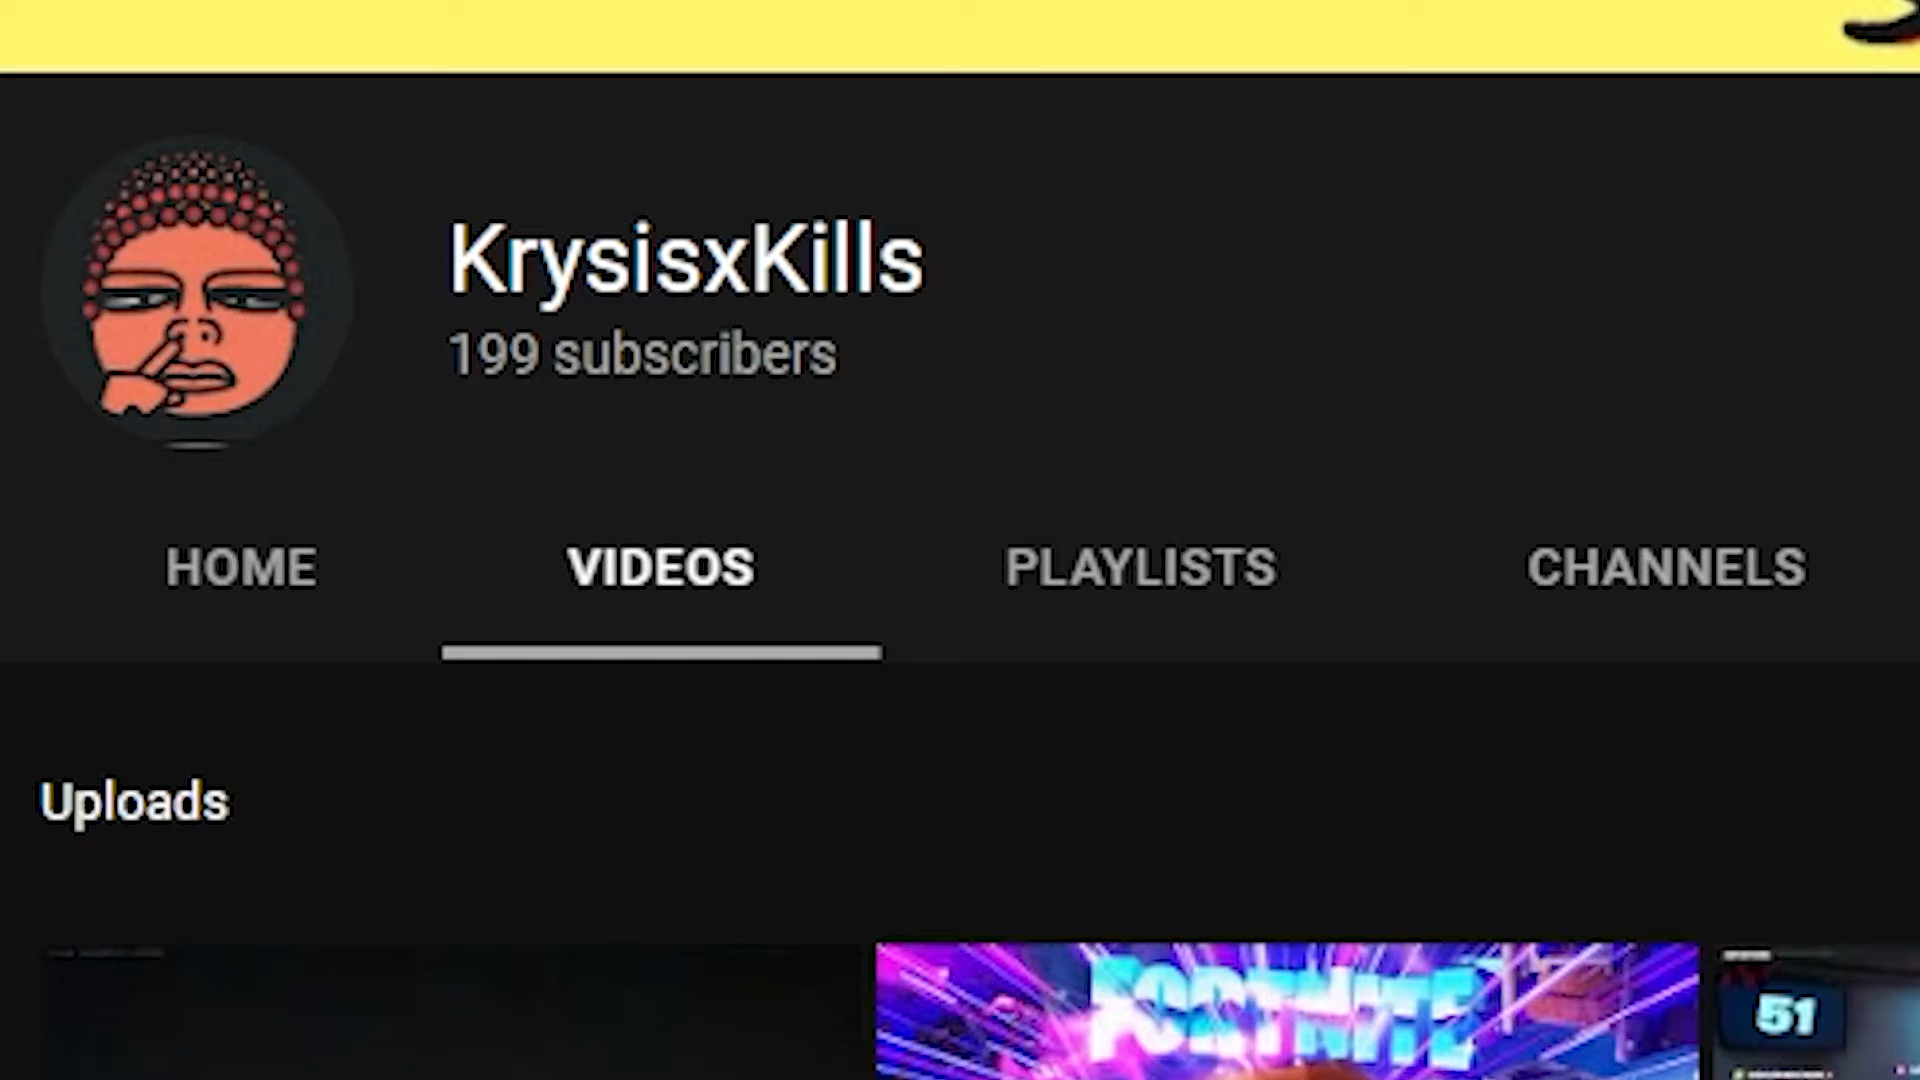 KrysisxKills
199 subscribers
HOME VIDEOS PLAYLISTS CHANNELS
Uploads
FORTNITE
51